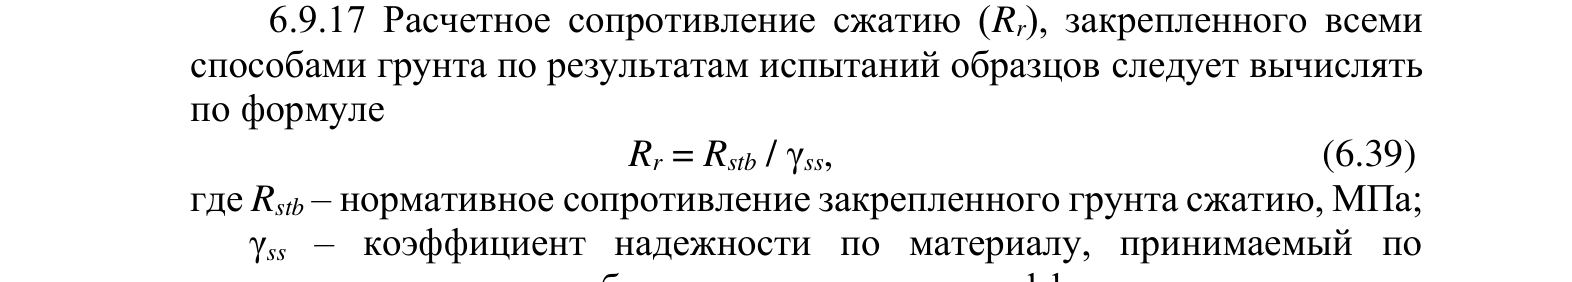 6.9.17 Расчетное сопротивление сжатию (Rr), закрепленного всеми
способами грунта по результатам испытаний образцов следует вычислять
по формуле
Rr = Rstb / γss, (6.39)
где Rstb – нормативное сопротивление закрепленного грунта сжатию, МПа;
γss – коэффициент надежности по материалу, принимаемый по